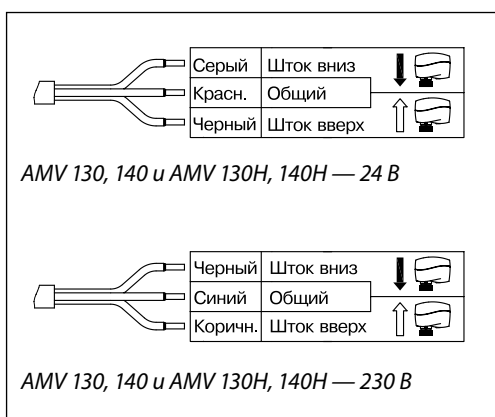 Серый Шток вниз
Красн. Общий
Черный Шток вверх
AMV 130, 140 и AMV 130H, 140H — 24 В
Черный Шток вниз
Синий Общий
Коричн. Шток вверх
AMV 130, 140 и AMV 130H, 140H — 230 В